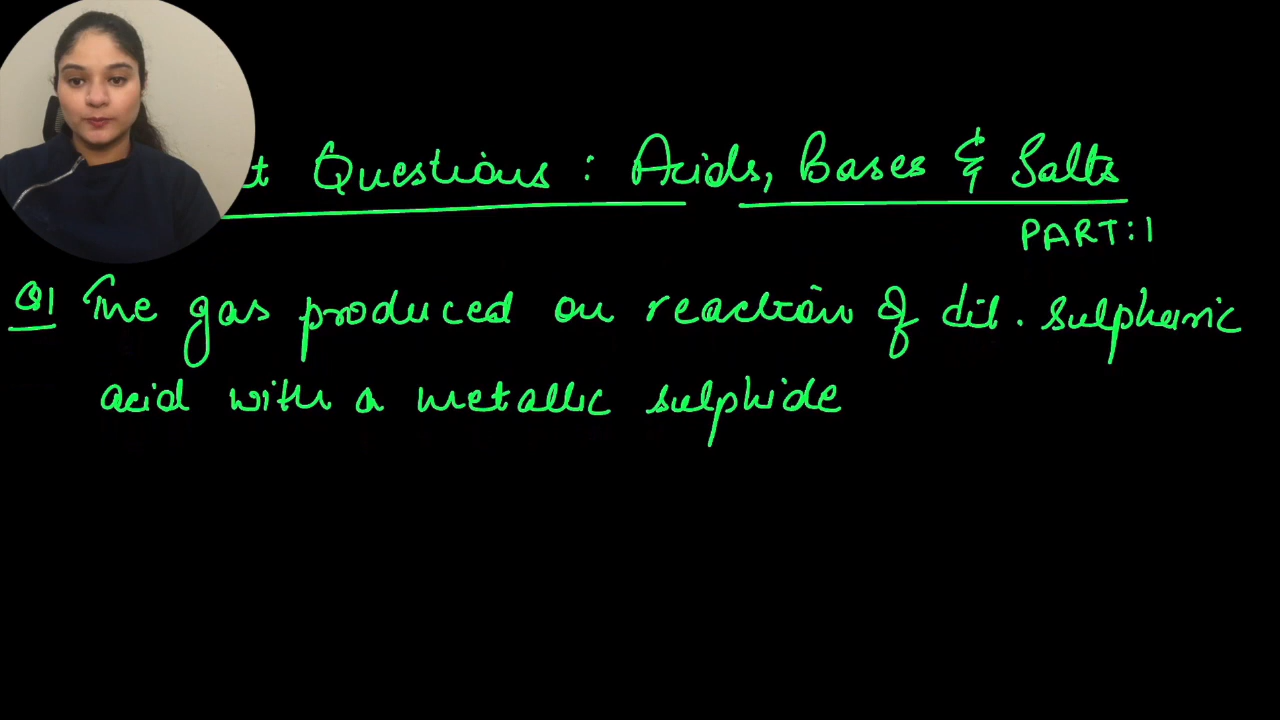 Questions : Acids, Bases & Salts
PART:1
Q1 The gas produced on reaction of dil. sulphuric
acid with a metallic sulphide